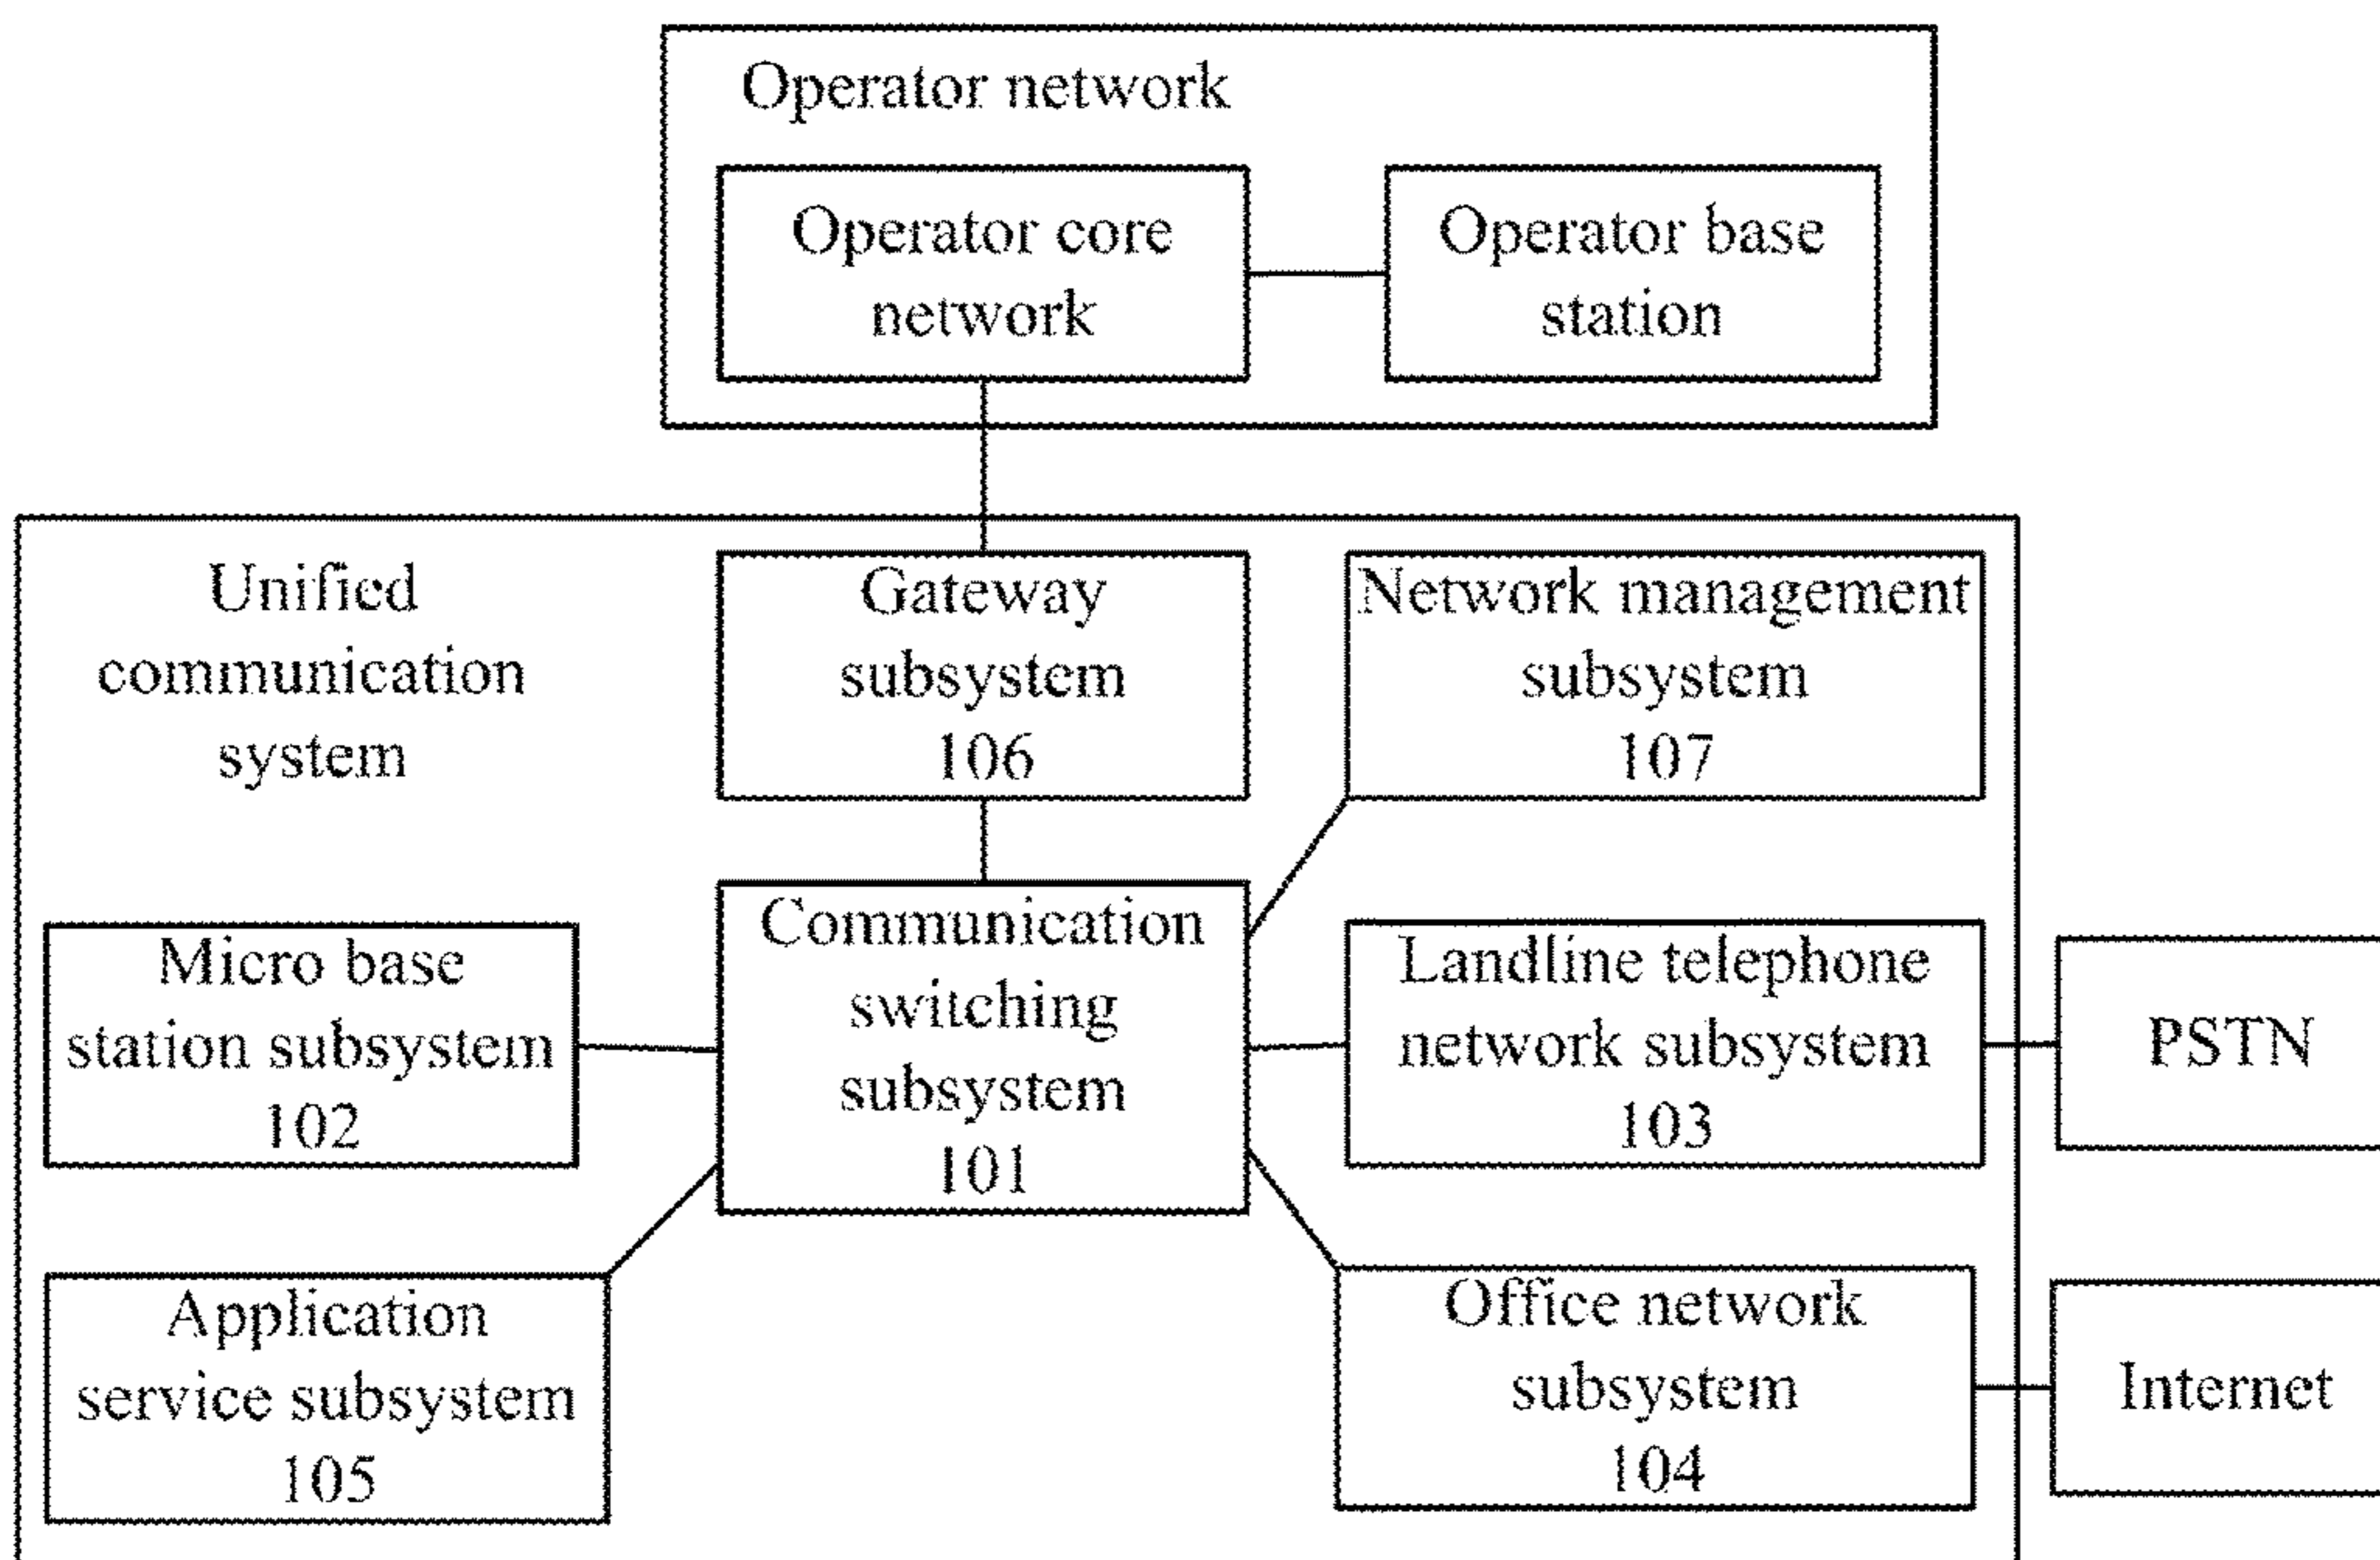 Operator network
Operator core
network
Operator base
station
Unified
communication
system
Gateway
subsystem
106
Network management
subsystem
107
Micro base
station subsystem
102
Communication
switching
subsystem
101
Landline telephone
network subsystem
103
PSTN
Application
service subsystem
105
Office network
subsystem
104
Internet